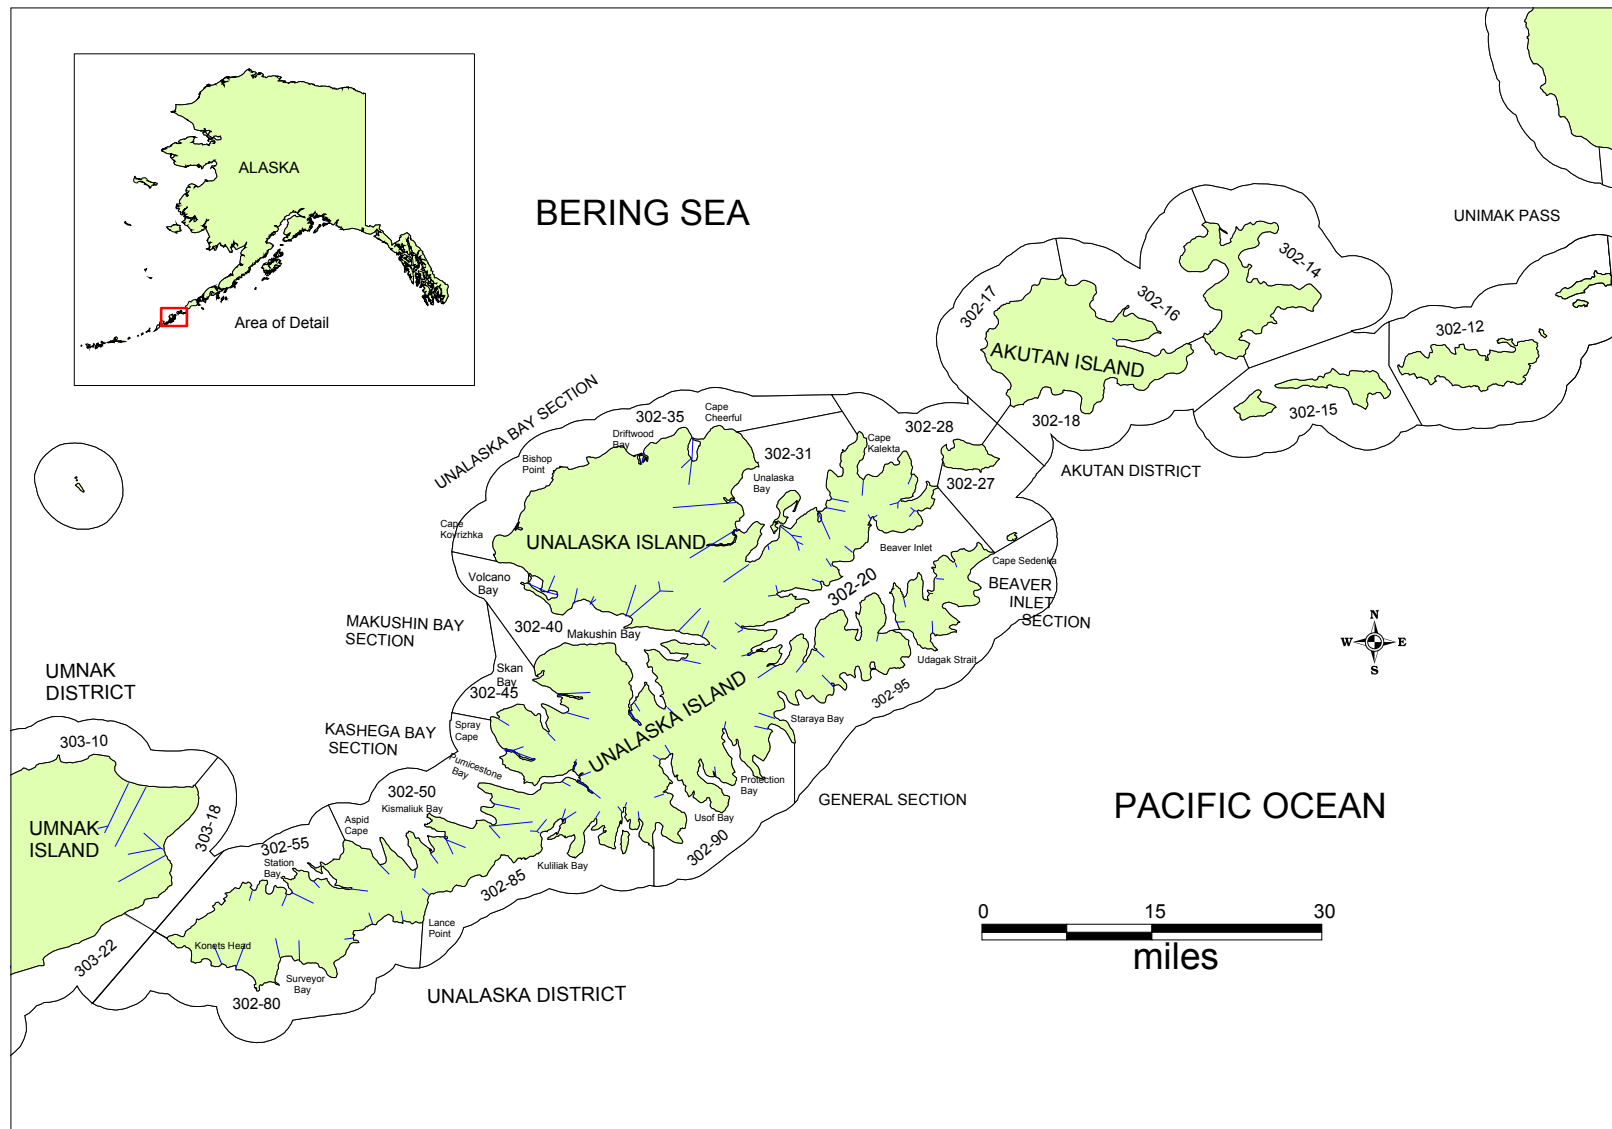 ALASKA
Area of Detail
BERING SEA
UNIMAK PASS
302-14
302-17
302-16
302-12
AKUTAN ISLAND
302-15
302-18
AKUTAN DISTRICT
UNALASKA BAY SECTION
302-35
Cape
Cheerful
Driftwood
Bay
Bishop
Point
302-31
Unalaska
Bay
302-28
Cape
Kalekta
302-27
Cape
Kovrizhka
UNALASKA ISLAND
Beaver Inlet
Cape Sedenka
302-20
BEAVER
INLET
SECTION
Volcano
Bay
MAKUSHIN BAY
SECTION
302-40
Makushin Bay
Udagak Strait
302-95
Skan
Bay
302-45
UNALASKA ISLAND
Staraya Bay
UMNAK
DISTRICT
KASHEGA BAY
SECTION
Spray
Cape
Pumicestone
Bay
303-10
302-50
Kismaliuk Bay
Protection
Bay
GENERAL SECTION
Usof Bay
PACIFIC OCEAN
UMNAK
ISLAND
303-18
Aspid
Cape
302-55
Station
Bay
302-90
Kuliliak Bay
302-85
Lance
Point
Konets Head
303-22
Surveyor
Bay
302-80
UNALASKA DISTRICT
N
W E
S
0 15 30
miles